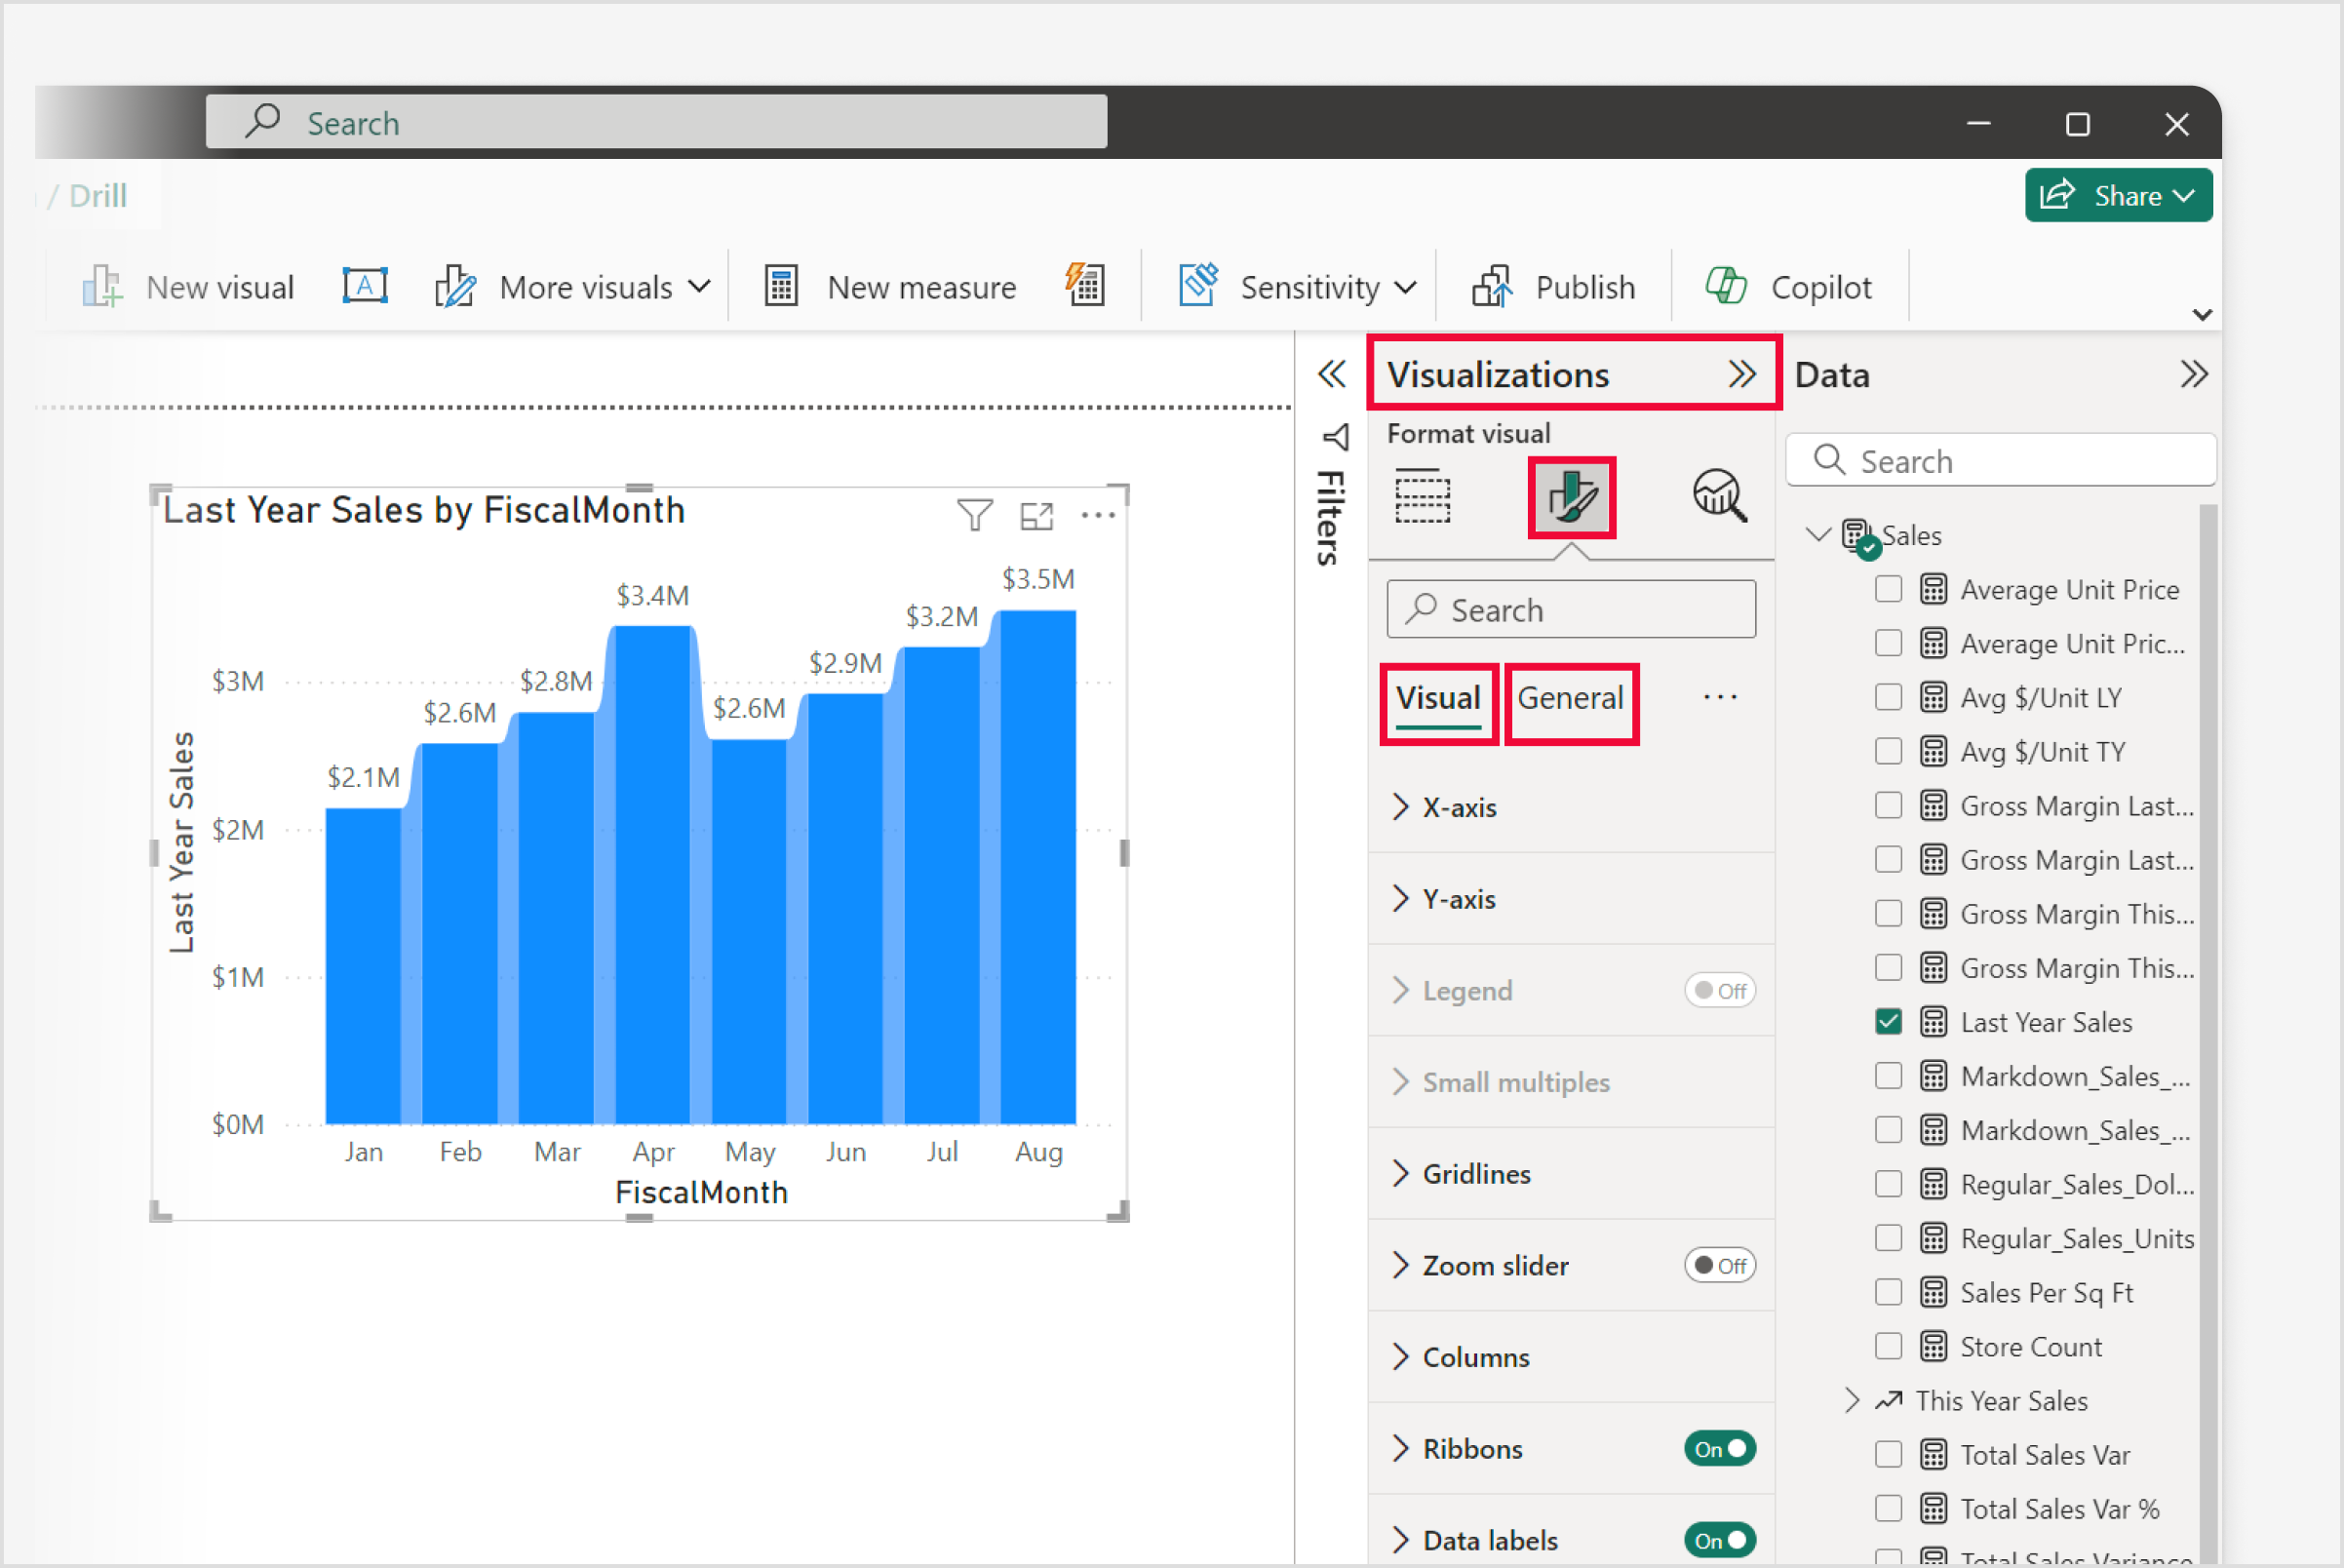 Search
/ Drill
Share
New visual
A
More visuals
New measure
Sensitivity
Publish
Copilot
Filters
Visualizations
Format visual
Search
Visual
General
X-axis
Y-axis
Legend
Off
Small multiples
Gridlines
Zoom slider
Off
Columns
Ribbons
On
Data labels
On
Data
Search
Sales
Average Unit Price
Average Unit Pric...
Avg $/Unit LY
Avg $/Unit TY
Gross Margin Last...
Gross Margin Last...
Gross Margin This...
Gross Margin This...
Last Year Sales
Markdown_Sales_...
Markdown_Sales_...
Regular_Sales_Dol...
Regular_Sales_Units
Sales Per Sq Ft
Store Count
This Year Sales
Total Sales Var
Total Sales Var %
Total Sales Variance
Last Year Sales by FiscalMonth
Last Year Sales
$3M
$2M
$1M
$0M
$2.1M
$2.6M
$2.8M
$3.4M
$2.6M
$2.9M
$3.2M
$3.5M
Jan
Feb
Mar
Apr
May
Jun
Jul
Aug
FiscalMonth